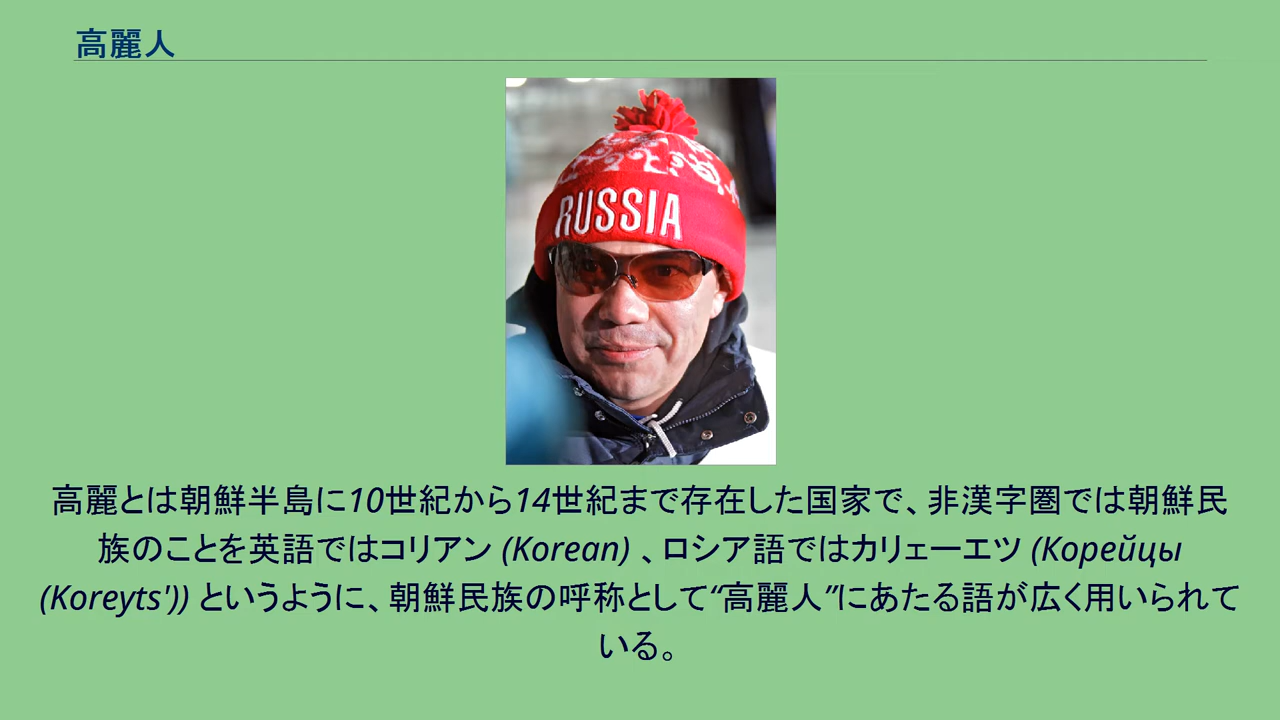 高麗人
RUSSIA
高麗とは朝鮮半島に10世紀から14世紀まで存在した国家で、非漢字圏では朝鮮民
族のことを英語ではコリアン (Korean) 、ロシア語ではカリェーエツ (Корейцы
(Koreyts')) というように、朝鮮民族の呼称として“高麗人”にあたる語が広く用いられて
いる。